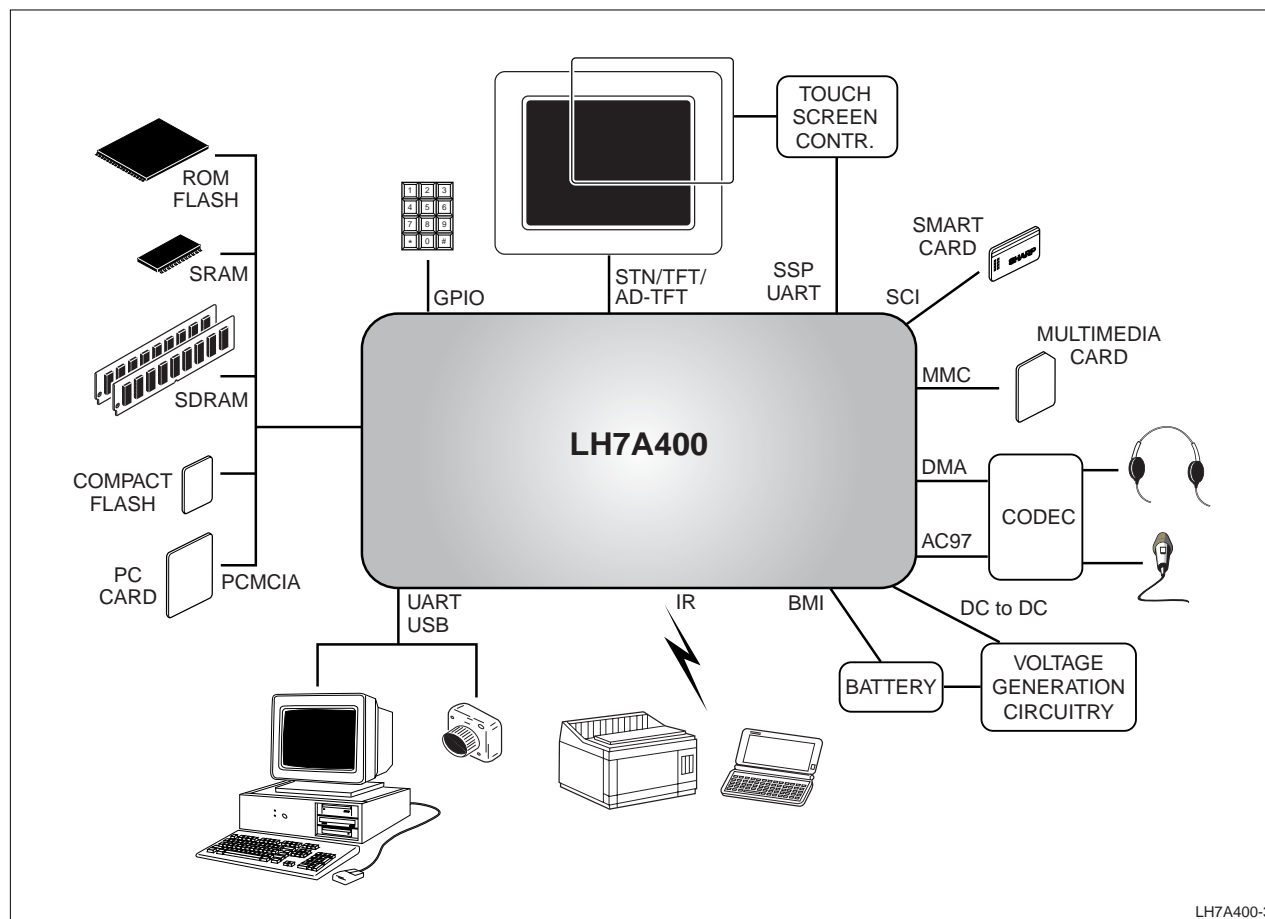 TOUCH
SCREEN
CONTR.
ROM
FLASH
1 2 3
4 5 6
7 8 9
* 0 #
SMART
CARD
SHARP
SRAM
STN/TFT/
AD-TFT
SSP
UART
GPIO
SCI
MULTIMEDIA
CARD
MMC
SDRAM
LH7A400
DMA
COMPACT
FLASH
CODEC
AC97
PC
CARD
PCMCIA
UART
USB
IR
BMI
DC to DC
BATTERY
VOLTAGE
GENERATION
CIRCUITRY